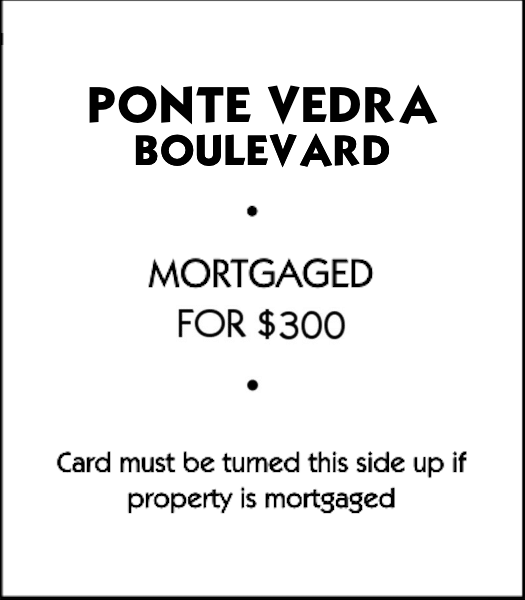 PONTE VEDRA
BOULEVARD
•
MORTGAGED
FOR $300
•
Card must be turned this side up if
property is mortgaged